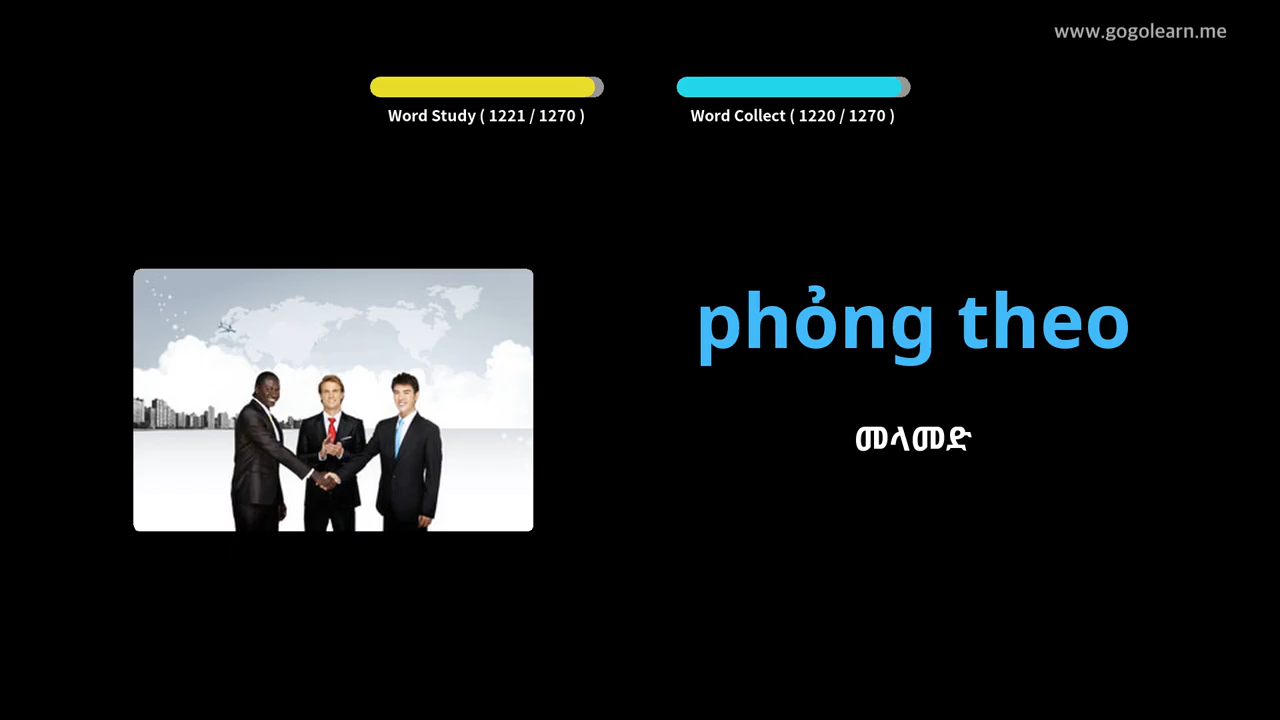 www.gogolearn.me
Word Study ( 1221 / 1270 )
Word Collect ( 1220 / 1270 )
phỏng theo
መላመድ